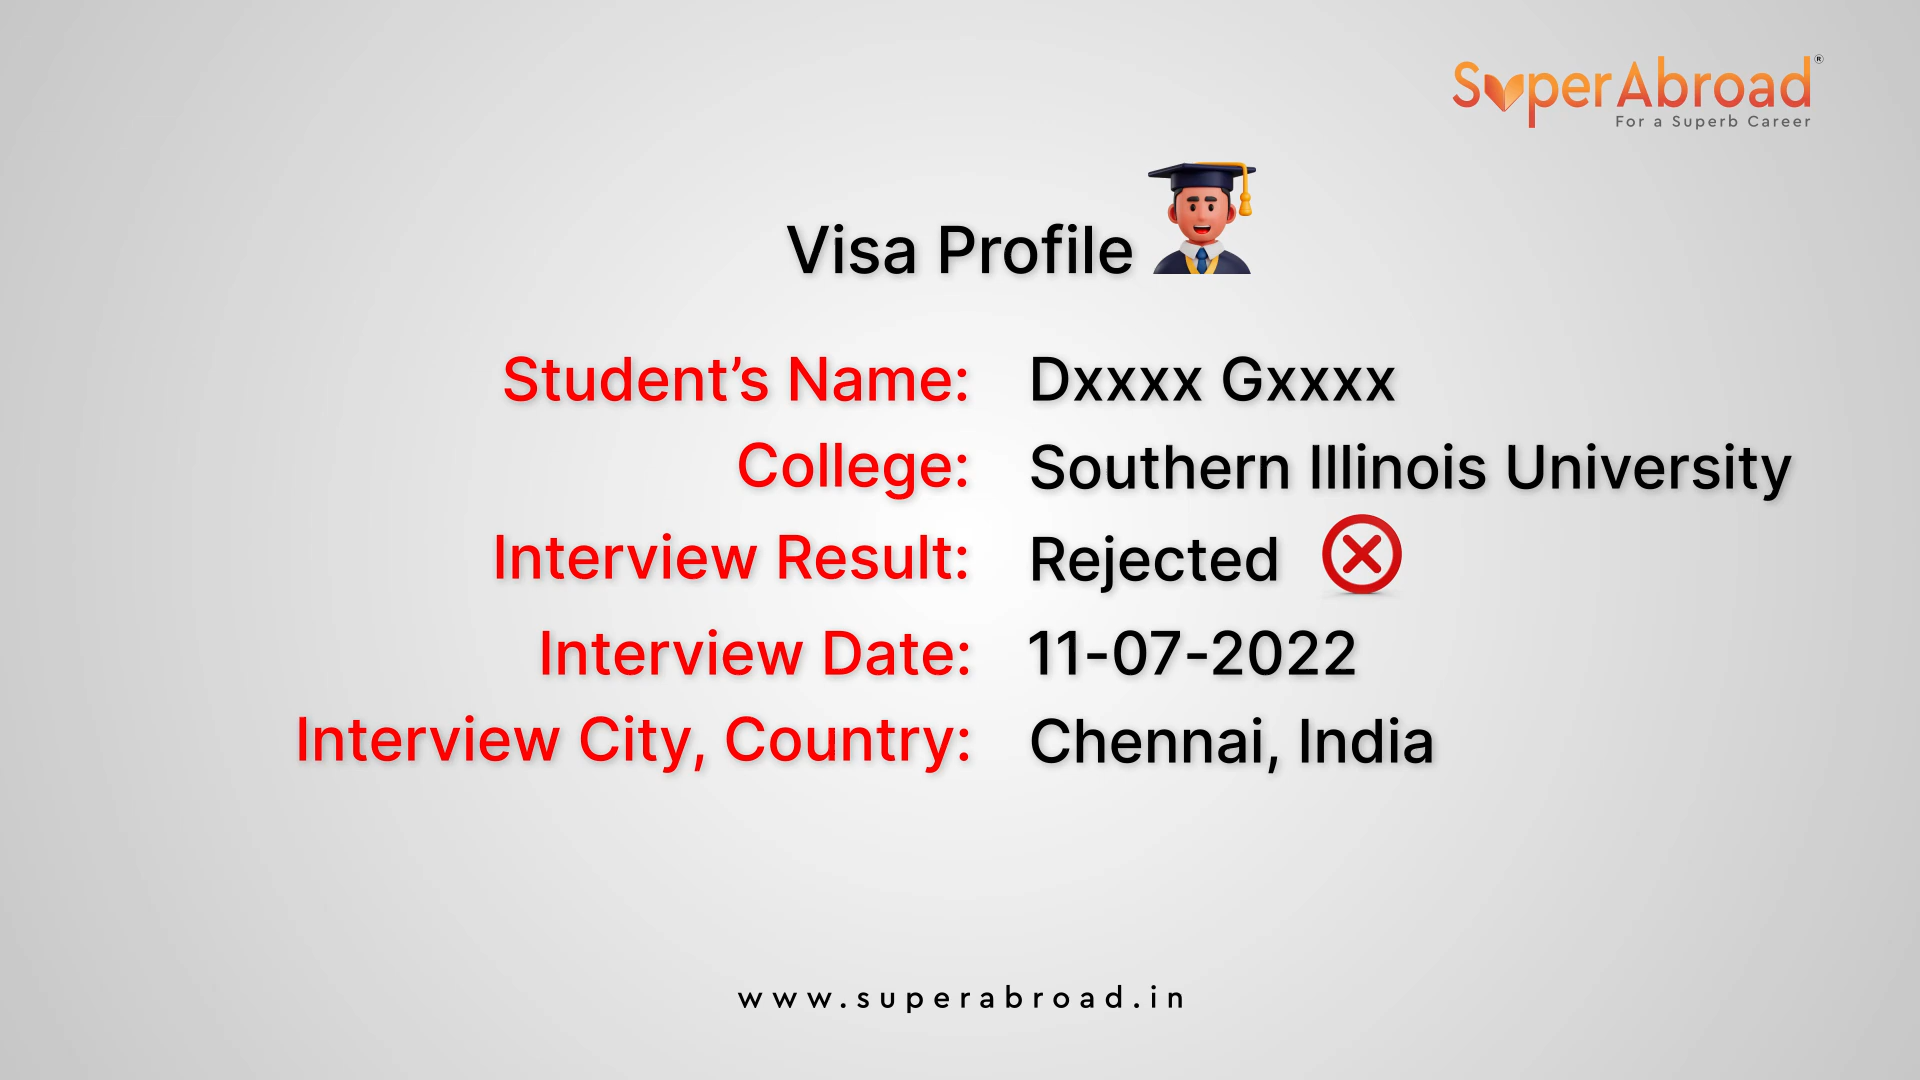 SuperAbroad®
For a Superb Career
Visa Profile
Student’s Name: Dxxxx Gxxxx
College: Southern Illinois University
Interview Result: Rejected
Interview Date: 11-07-2022
Interview City, Country: Chennai, India
www.superabroad.in